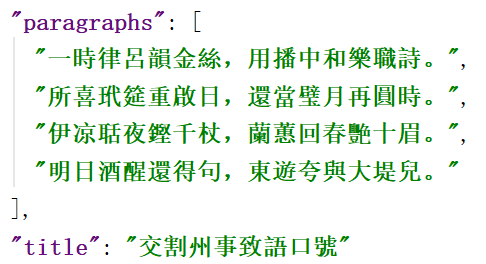 "paragraphs": [
"一時律呂韻金絲，用播中和樂職詩。",
"所喜玳筵重啟日，還當璧月再圓時。",
"伊凉聒夜鏗千杖，蘭蕙回春艷十眉。",
"明日酒醒還得句，東遊夸與大堤兒。"
],
"title": "交割州事致語口號"